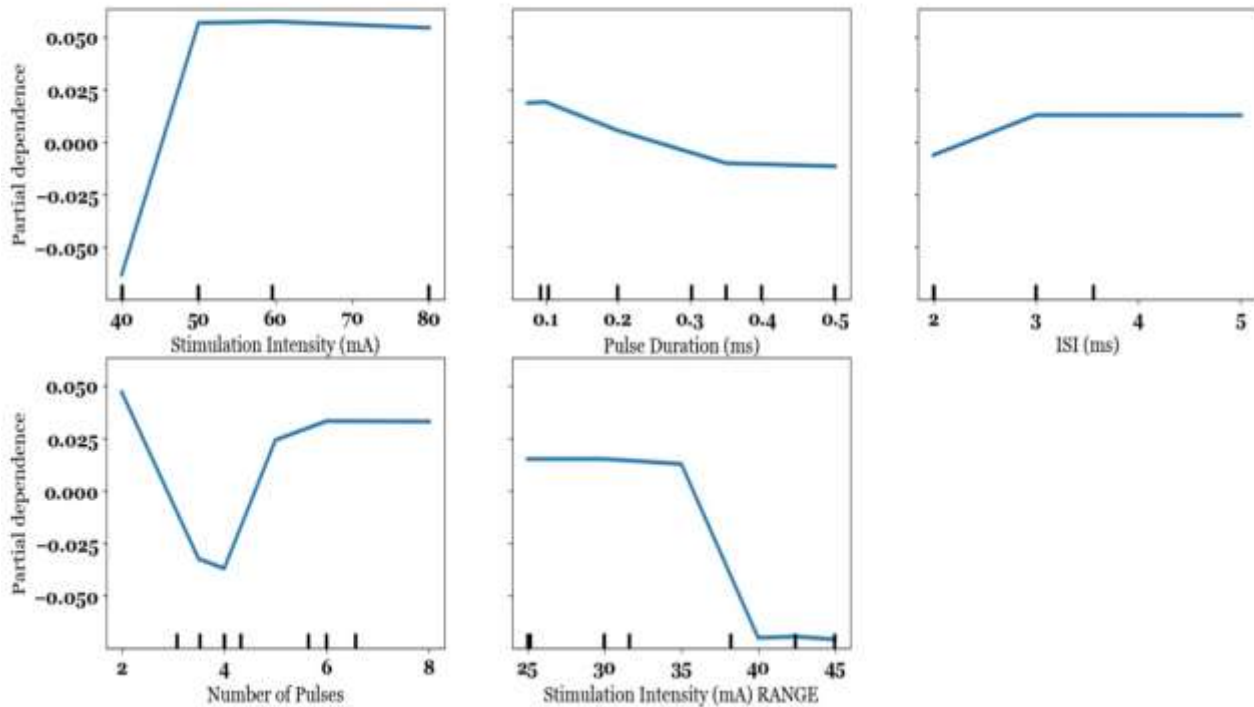 Partial dependence
0.050
0.025
0.000
−0.025
−0.050
40 50 60 70 80
Stimulation Intensity (mA)
0.1 0.2 0.3 0.4 0.5
Pulse Duration (ms)
2 3 4 5
ISI (ms)
Partial dependence
0.050
0.025
0.000
−0.025
−0.050
2 4 6 8
Number of Pulses
25 30 35 40 45
Stimulation Intensity (mA) RANGE